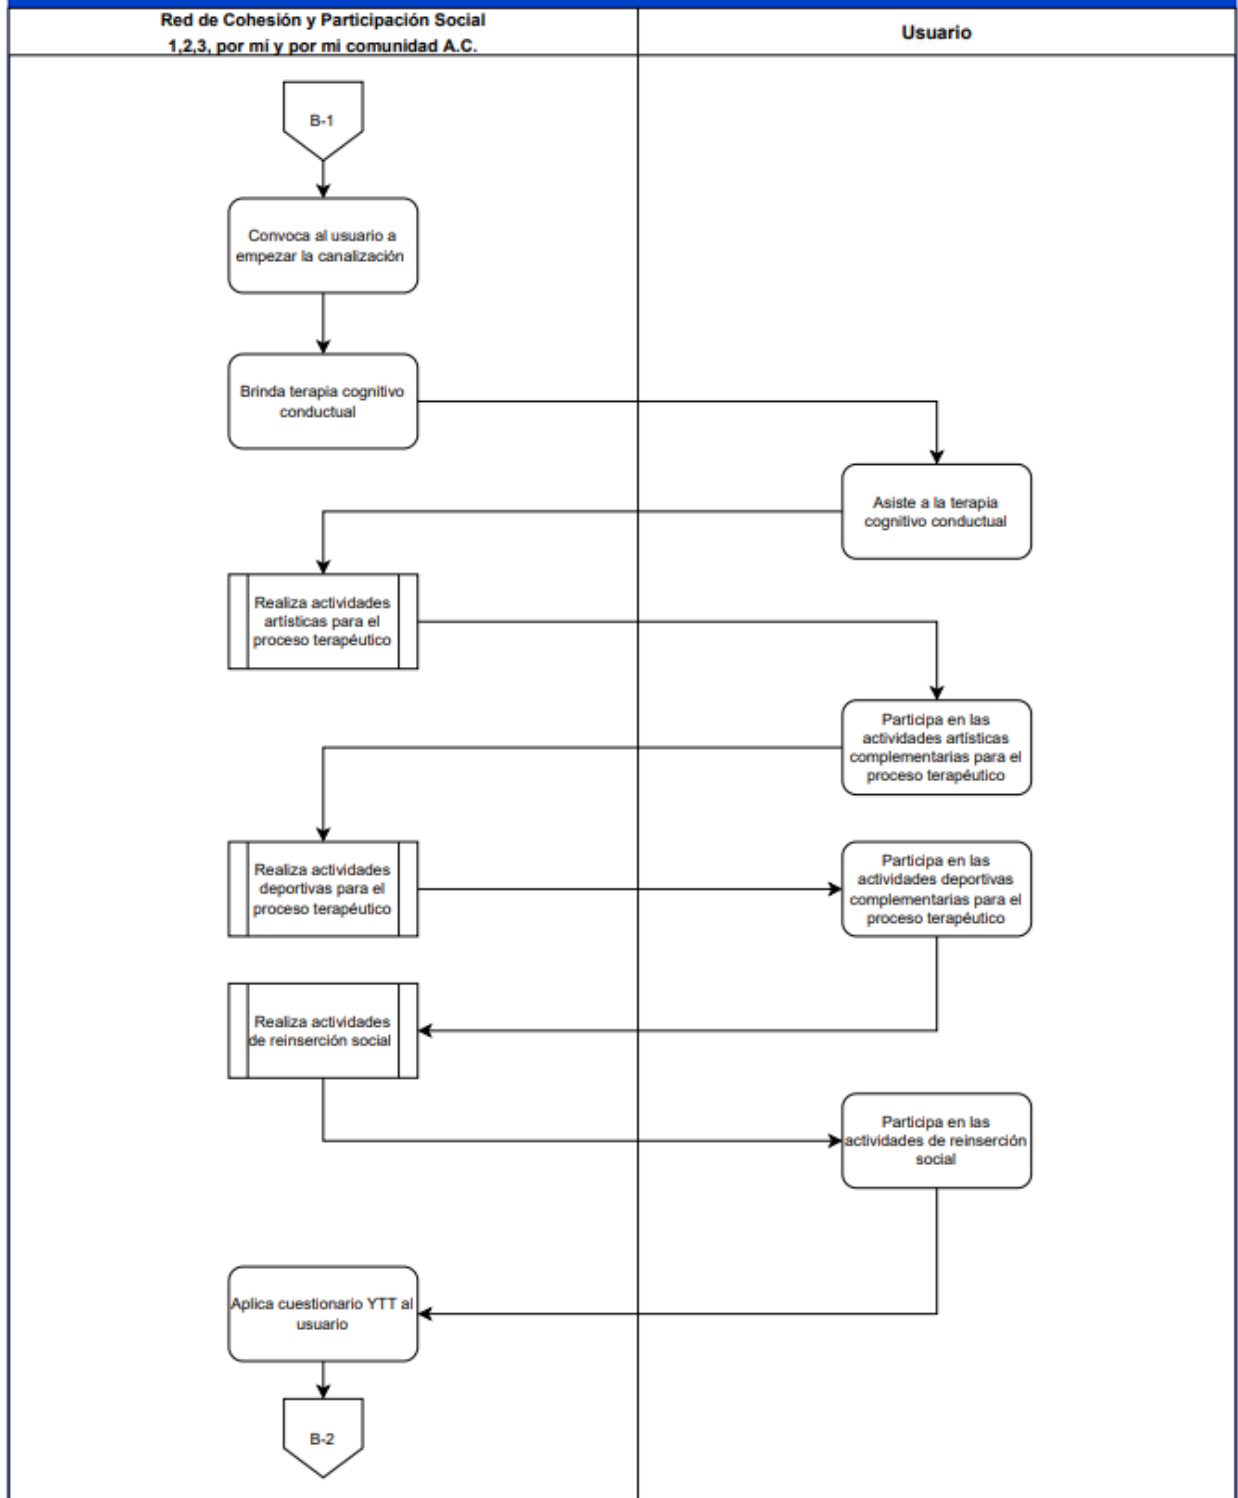 Red de Cohesión y Participación Social
1,2,3, por mí y por mi comunidad A.C.
Usuario
B-1
Convoca al usuario a
empezar la canalización
Brinda terapia cognitivo
conductual
Asiste a la terapia
cognitivo conductual
Realiza actividades
artísticas para el
proceso terapéutico
Participa en las
actividades artísticas
complementarias para el
proceso terapéutico
Realiza actividades
deportivas para el
proceso terapéutico
Participa en las
actividades deportivas
complementarias para el
proceso terapéutico
Realiza actividades
de reinserción social
Participa en las
actividades de reinserción
social
Aplica cuestionario YTT al
usuario
B-2